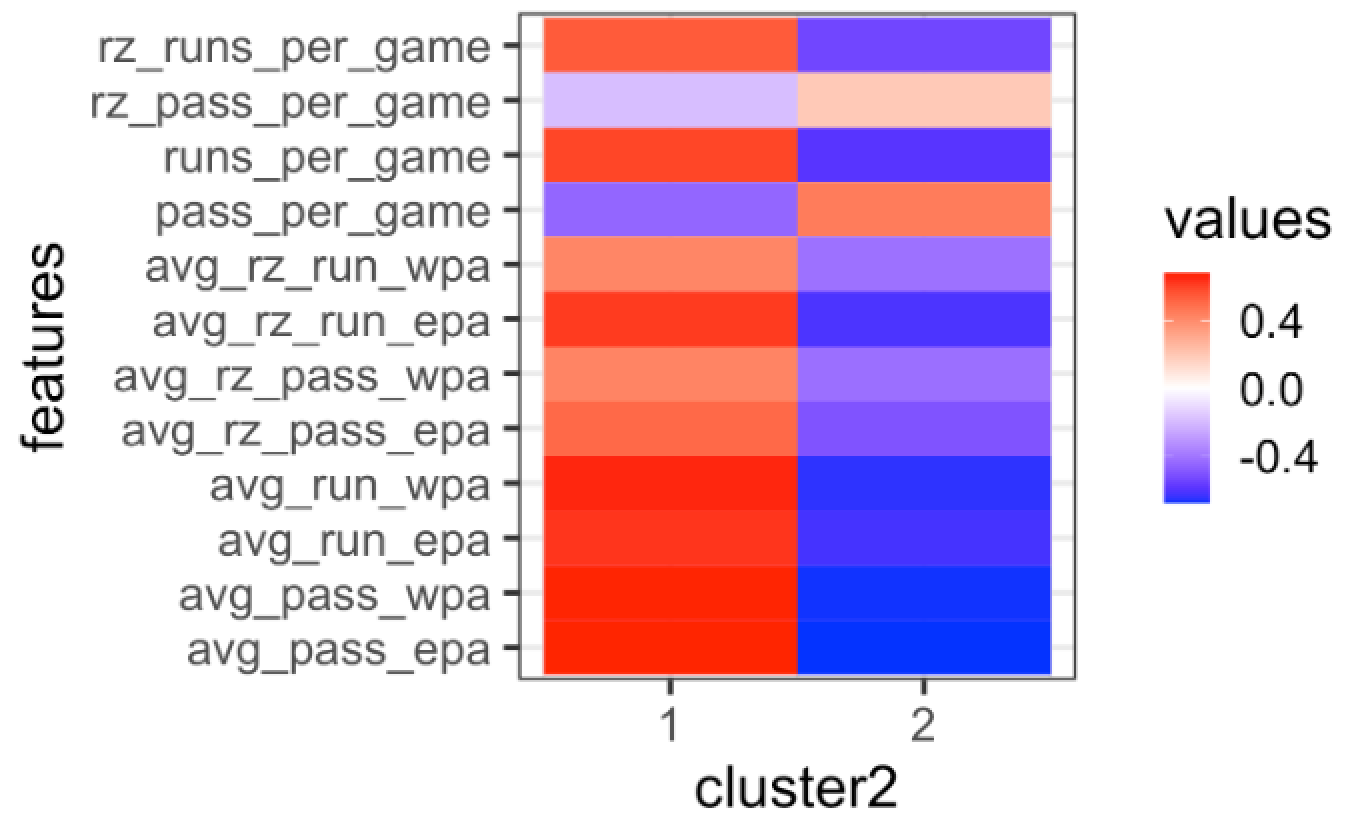 features
rz_runs_per_game
rz_pass_per_game
runs_per_game
pass_per_game
avg_rz_run_wpa
avg_rz_run_epa
avg_rz_pass_wpa
avg_rz_pass_epa
avg_run_wpa
avg_run_epa
avg_pass_wpa
avg_pass_epa
1 2
cluster2
values
0.4
0.0
-0.4